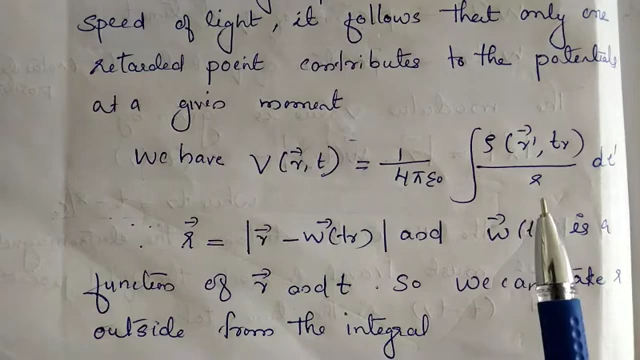 speed of light, it follows that only one
retarded point contributes to the potentials
at a given moment
We have V(r⃗, t) = 1/4πε₀ ∫ ρ(r⃗', tr)/𝓇 dτ'
∵ 𝓇⃗ = |r⃗ - w⃗(tr)| and w⃗(t is a
function of r⃗ and t. So we can take 𝓇
outside from the integral